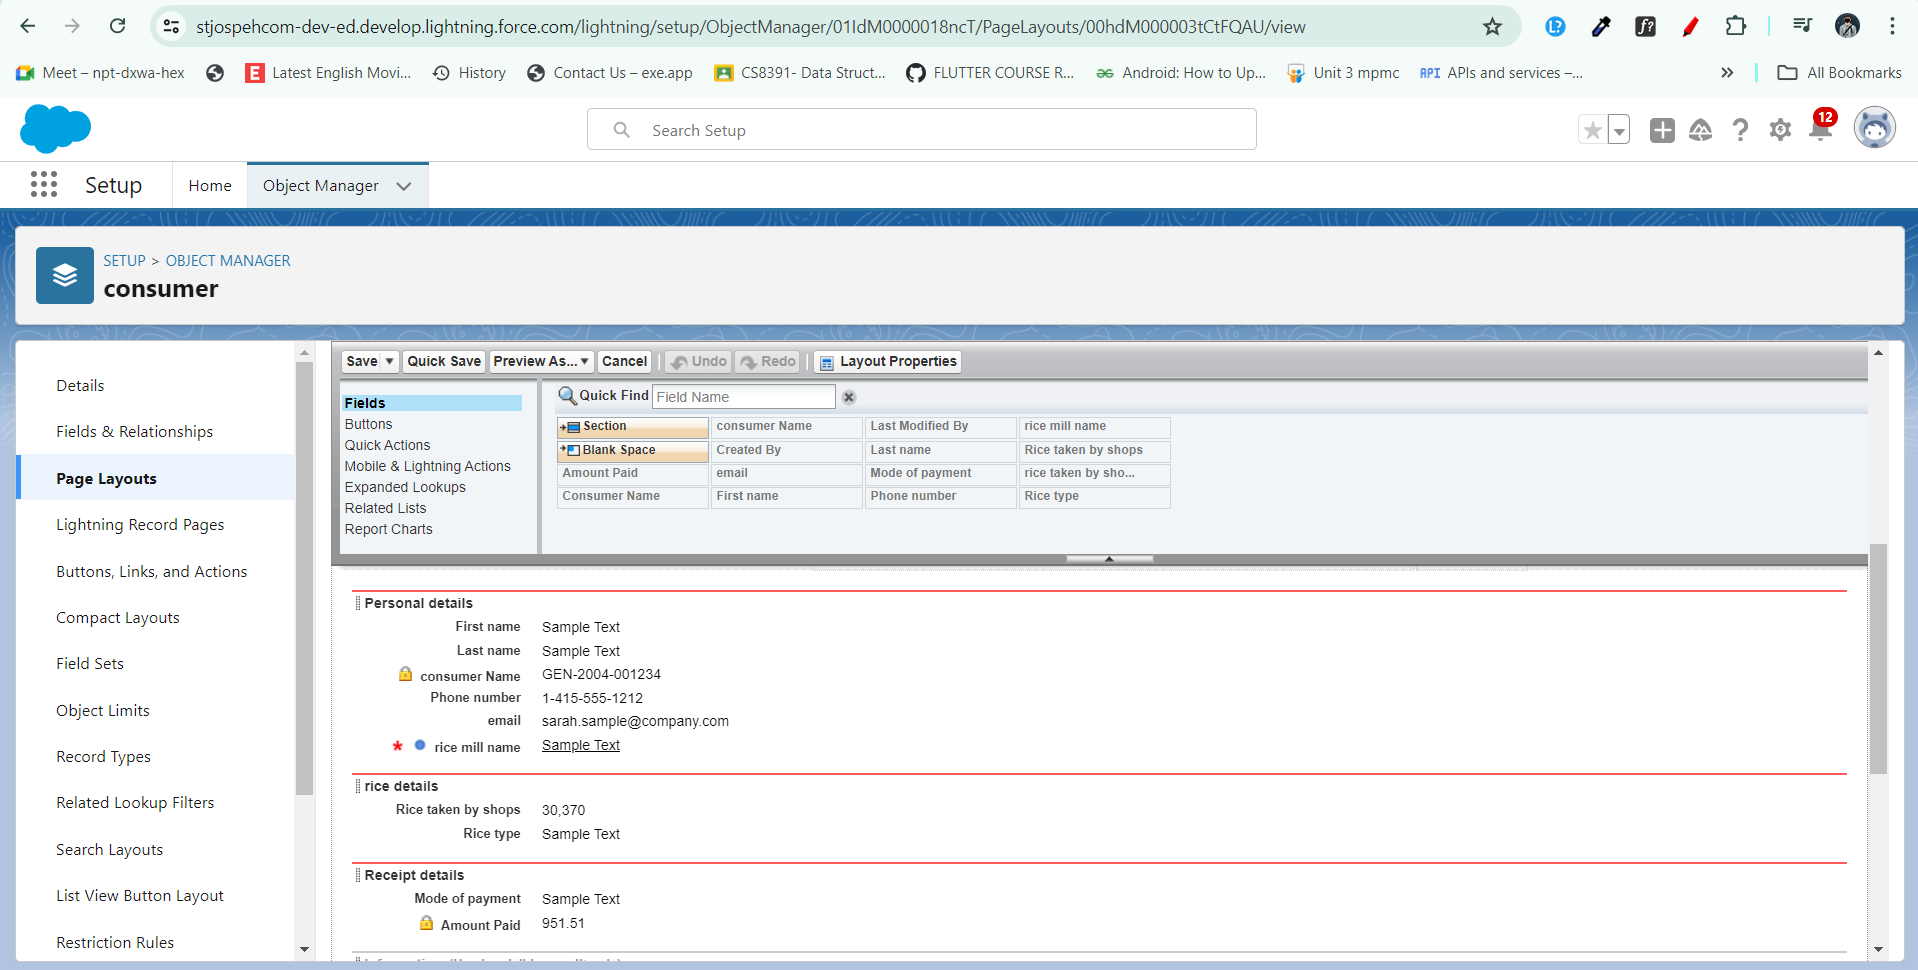 stjospehcom-dev-ed.develop.lightning.force.com/lightning/setup/ObjectManager/01IdM0000018ncT/PageLayouts/00hdM000003tCtFQAU/view
Meet – npt-dxwa-hex
E Latest English Movi...
History
Contact Us – exe.app
CS8391- Data Struct...
FLUTTER COURSE R...
Android: How to Up...
Unit 3 mpmc
API APIs and services –...
»
All Bookmarks
Search Setup
12
Setup
Home
Object Manager
SETUP > OBJECT MANAGER
consumer
Details
Fields & Relationships
Page Layouts
Lightning Record Pages
Buttons, Links, and Actions
Compact Layouts
Field Sets
Object Limits
Record Types
Related Lookup Filters
Search Layouts
List View Button Layout
Restriction Rules
Save
Quick Save
Preview As...
Cancel
Undo
Redo
Layout Properties
Fields
Buttons
Quick Actions
Mobile & Lightning Actions
Expanded Lookups
Related Lists
Report Charts
Quick Find Field Name
Section consumer Name Last Modified By rice mill name
Blank Space Created By Last name Rice taken by shops
Amount Paid email Mode of payment rice taken by sho...
Consumer Name First name Phone number Rice type
Personal details
First name Sample Text
Last name Sample Text
consumer Name GEN-2004-001234
Phone number 1-415-555-1212
email sarah.sample@company.com
* rice mill name Sample Text
rice details
Rice taken by shops 30,370
Rice type Sample Text
Receipt details
Mode of payment Sample Text
Amount Paid 951.51